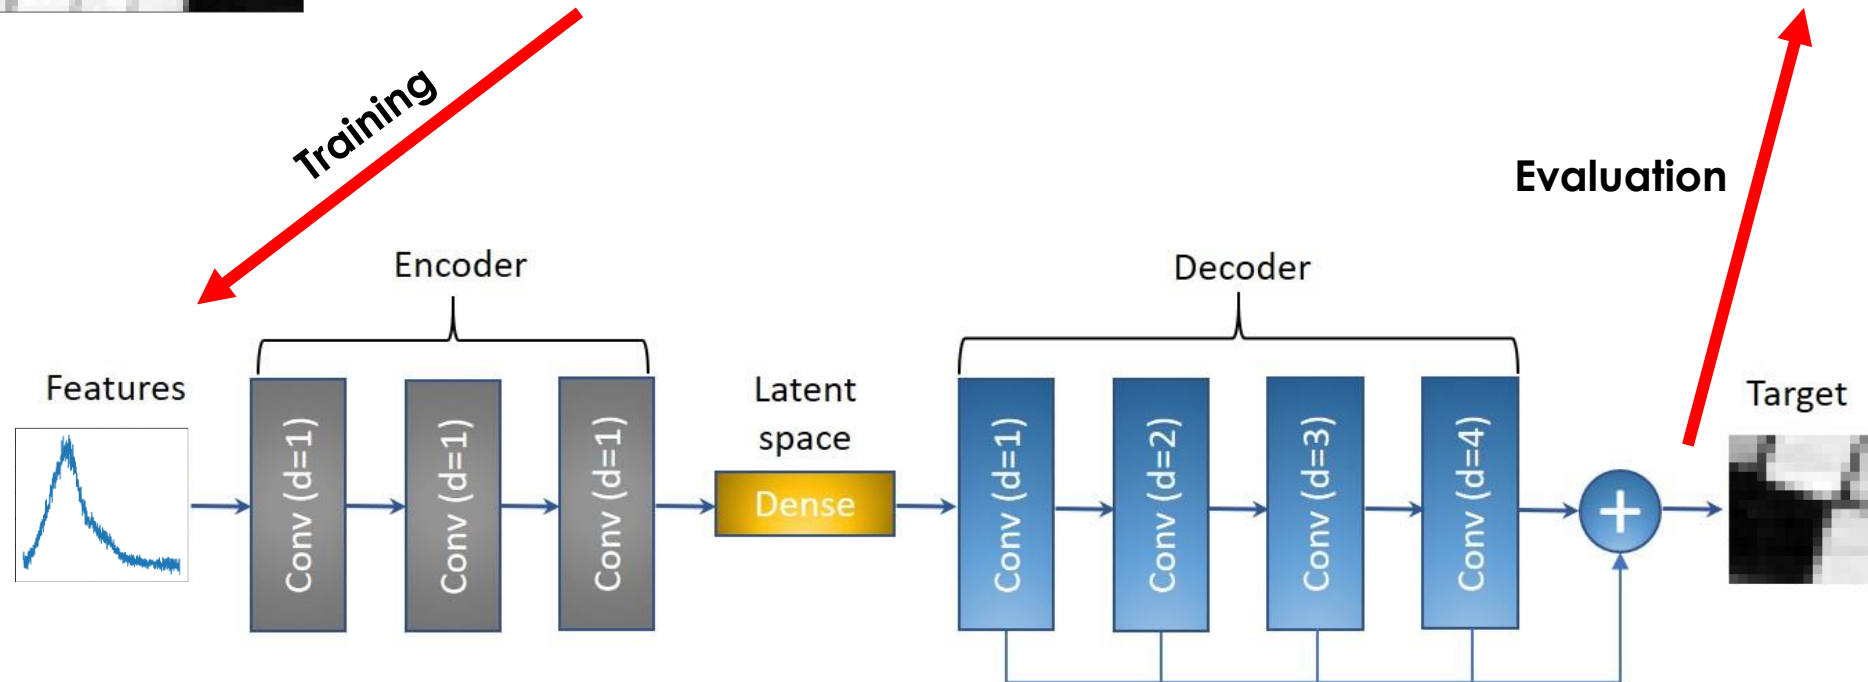 Training
Evaluation
Encoder
Decoder
Features
Latent
space
Target
Conv (d=1)
Conv (d=1)
Conv (d=1)
Dense
Conv (d=1)
Conv (d=2)
Conv (d=3)
Conv (d=4)
+